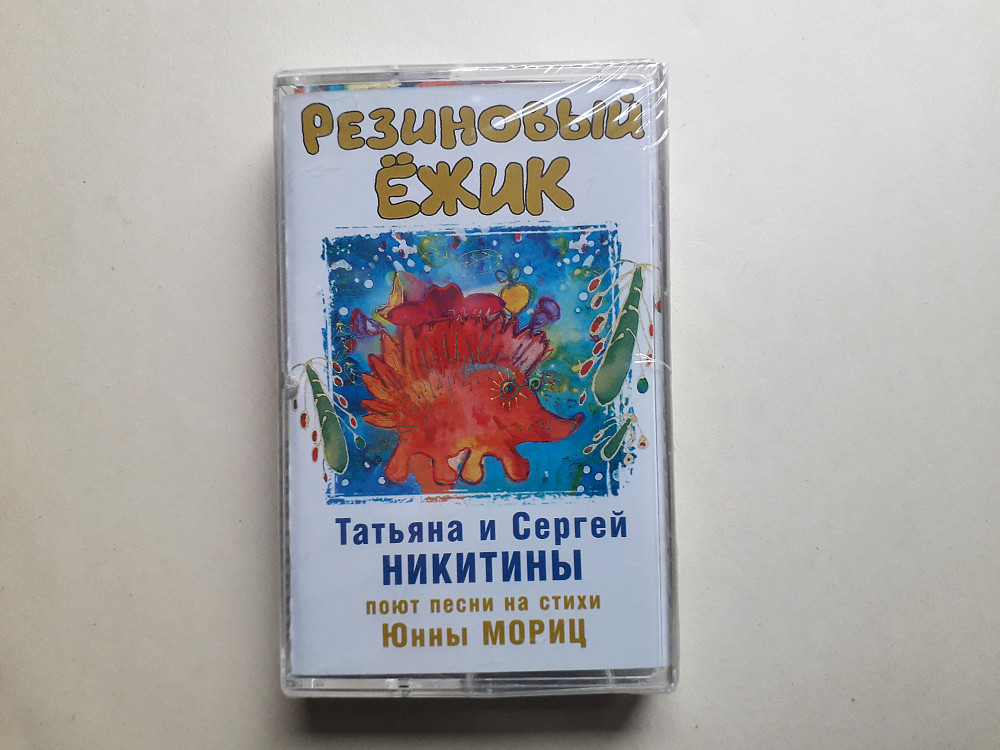 РЕЗИНОВЫЙ
ЁЖИК
Татьяна и Сергей
НИКИТИНЫ
поют песни на стихи
Юнны МОРИЦ